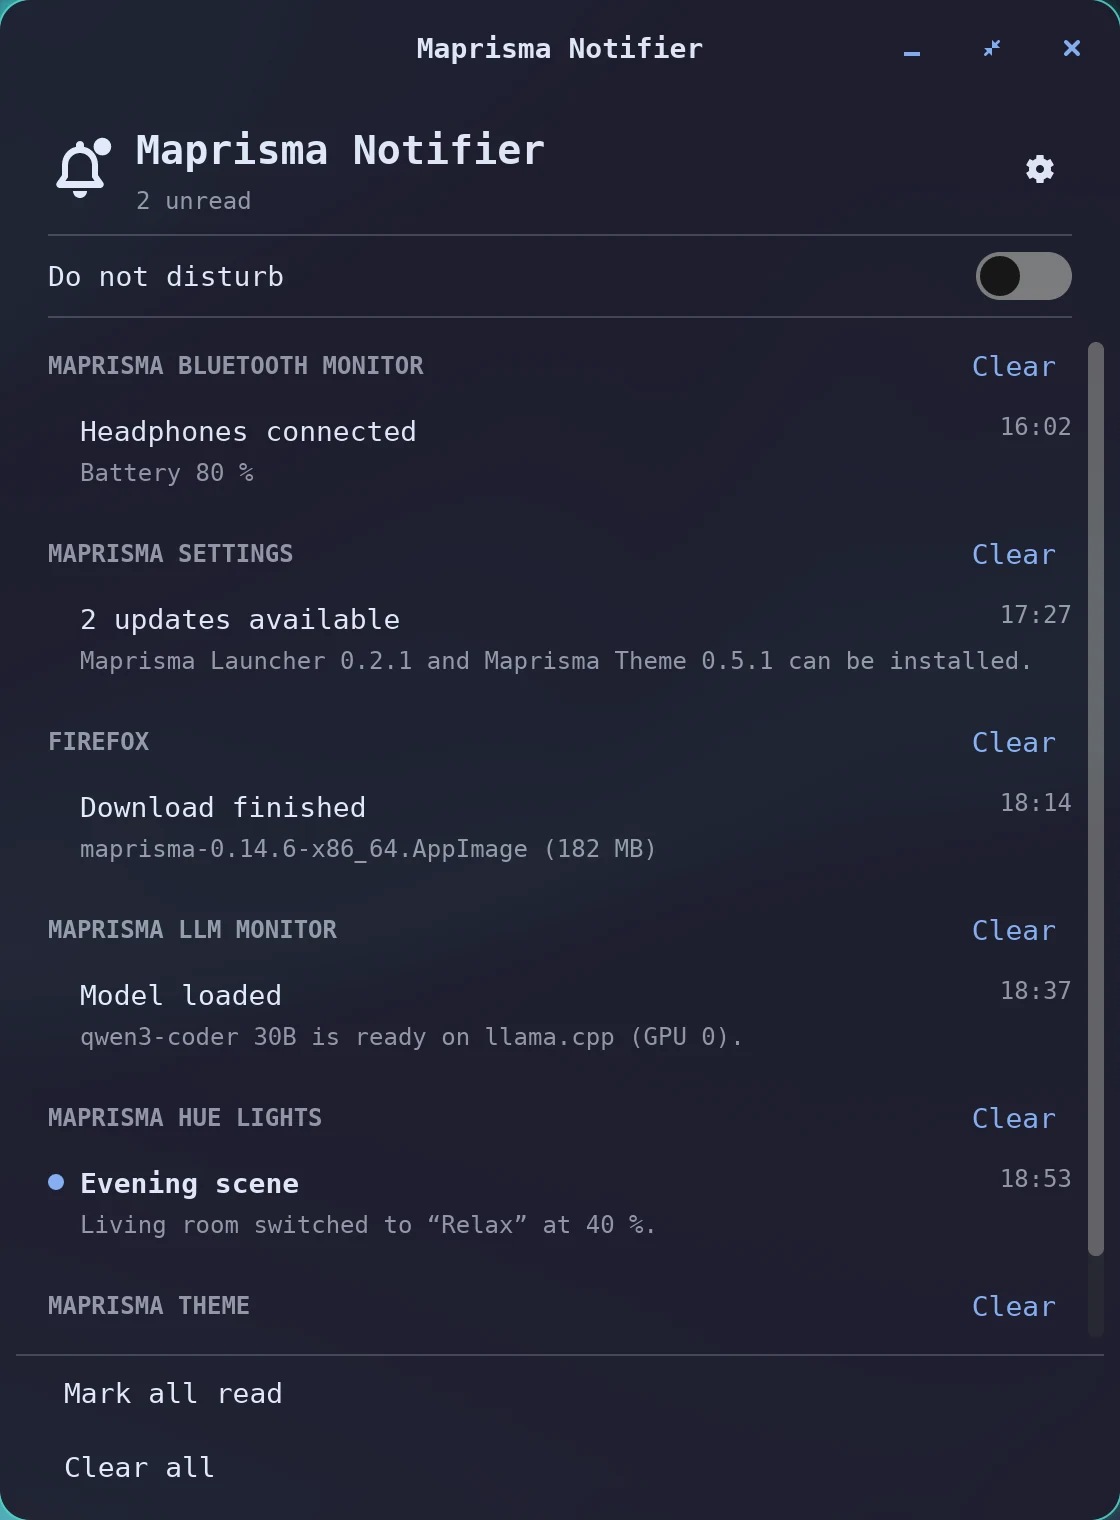 Maprisma Notifier
Maprisma Notifier
2 unread
Do not disturb
MAPRISMA BLUETOOTH MONITOR Clear
Headphones connected 16:02
Battery 80 %
MAPRISMA SETTINGS Clear
2 updates available 17:27
Maprisma Launcher 0.2.1 and Maprisma Theme 0.5.1 can be installed.
FIREFOX Clear
Download finished 18:14
maprisma-0.14.6-x86_64.AppImage (182 MB)
MAPRISMA LLM MONITOR Clear
Model loaded 18:37
qwen3-coder 30B is ready on llama.cpp (GPU 0).
MAPRISMA HUE LIGHTS Clear
Evening scene 18:53
Living room switched to “Relax” at 40 %.
MAPRISMA THEME Clear
Mark all read
Clear all